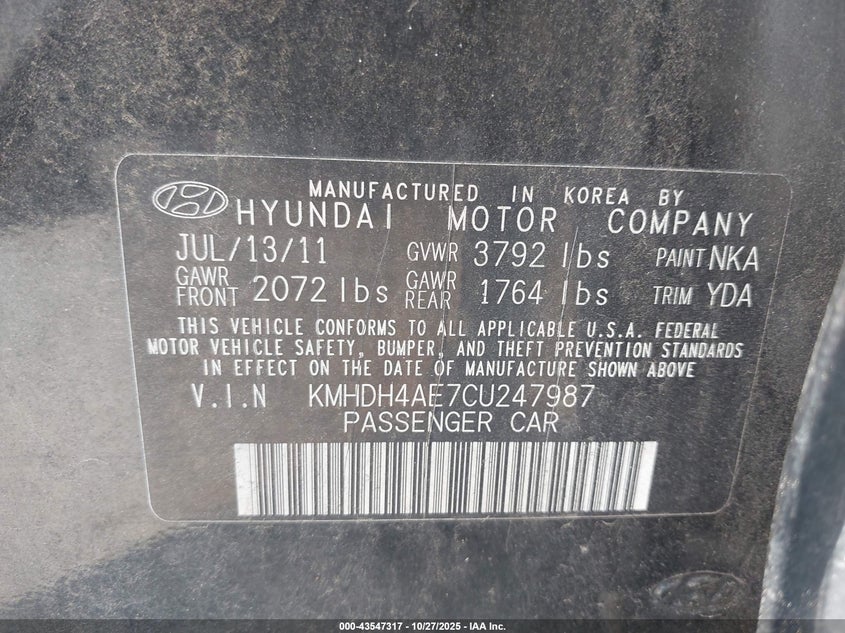 MANUFACTURED IN KOREA BY
HYUNDAI MOTOR COMPANY
JUL/13/11 GVWR 3792 lbs PAINT NKA
GAWR FRONT 2072 lbs GAWR REAR 1764 lbs TRIM YDA
THIS VEHICLE CONFORMS TO ALL APPLICABLE U.S.A. FEDERAL
MOTOR VEHICLE SAFETY, BUMPER, AND THEFT PREVENTION STANDARDS
IN EFFECT ON THE DATE OF MANUFACTURE SHOWN ABOVE
V.I.N KMHDH4AE7CU247987
PASSENGER CAR
000-43547317 | 10/27/2025 - IAA Inc.